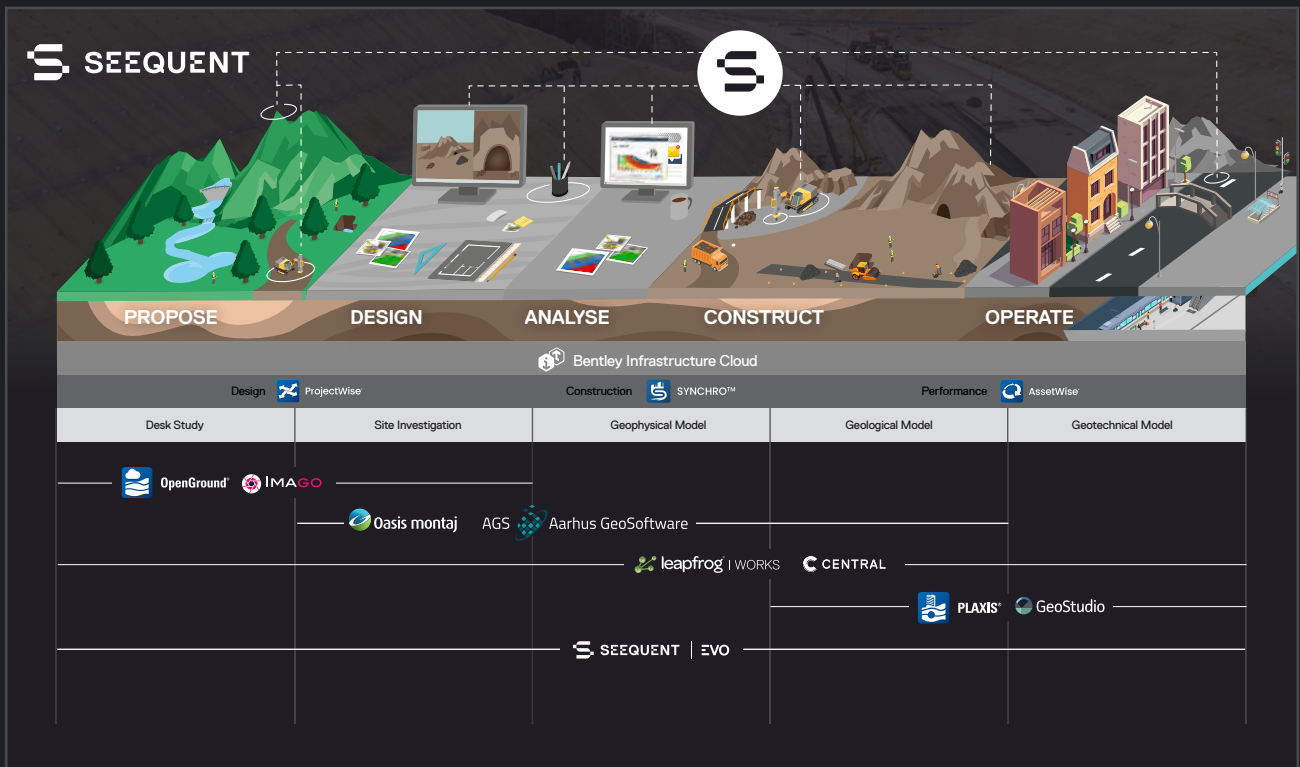 SEEQUENT
PROPOSE
DESIGN
ANALYSE
CONSTRUCT
OPERATE
Bentley Infrastructure Cloud
Design ProjectWise
Construction SYNCHRO™
Performance AssetWise
Desk Study
Site Investigation
Geophysical Model
Geological Model
Geotechnical Model
OpenGround® IMAGO
Oasis montaj AGS Aarhus GeoSoftware
leapfrog | WORKS CENTRAL
PLAXIS® GeoStudio
SEEQUENT | EVO